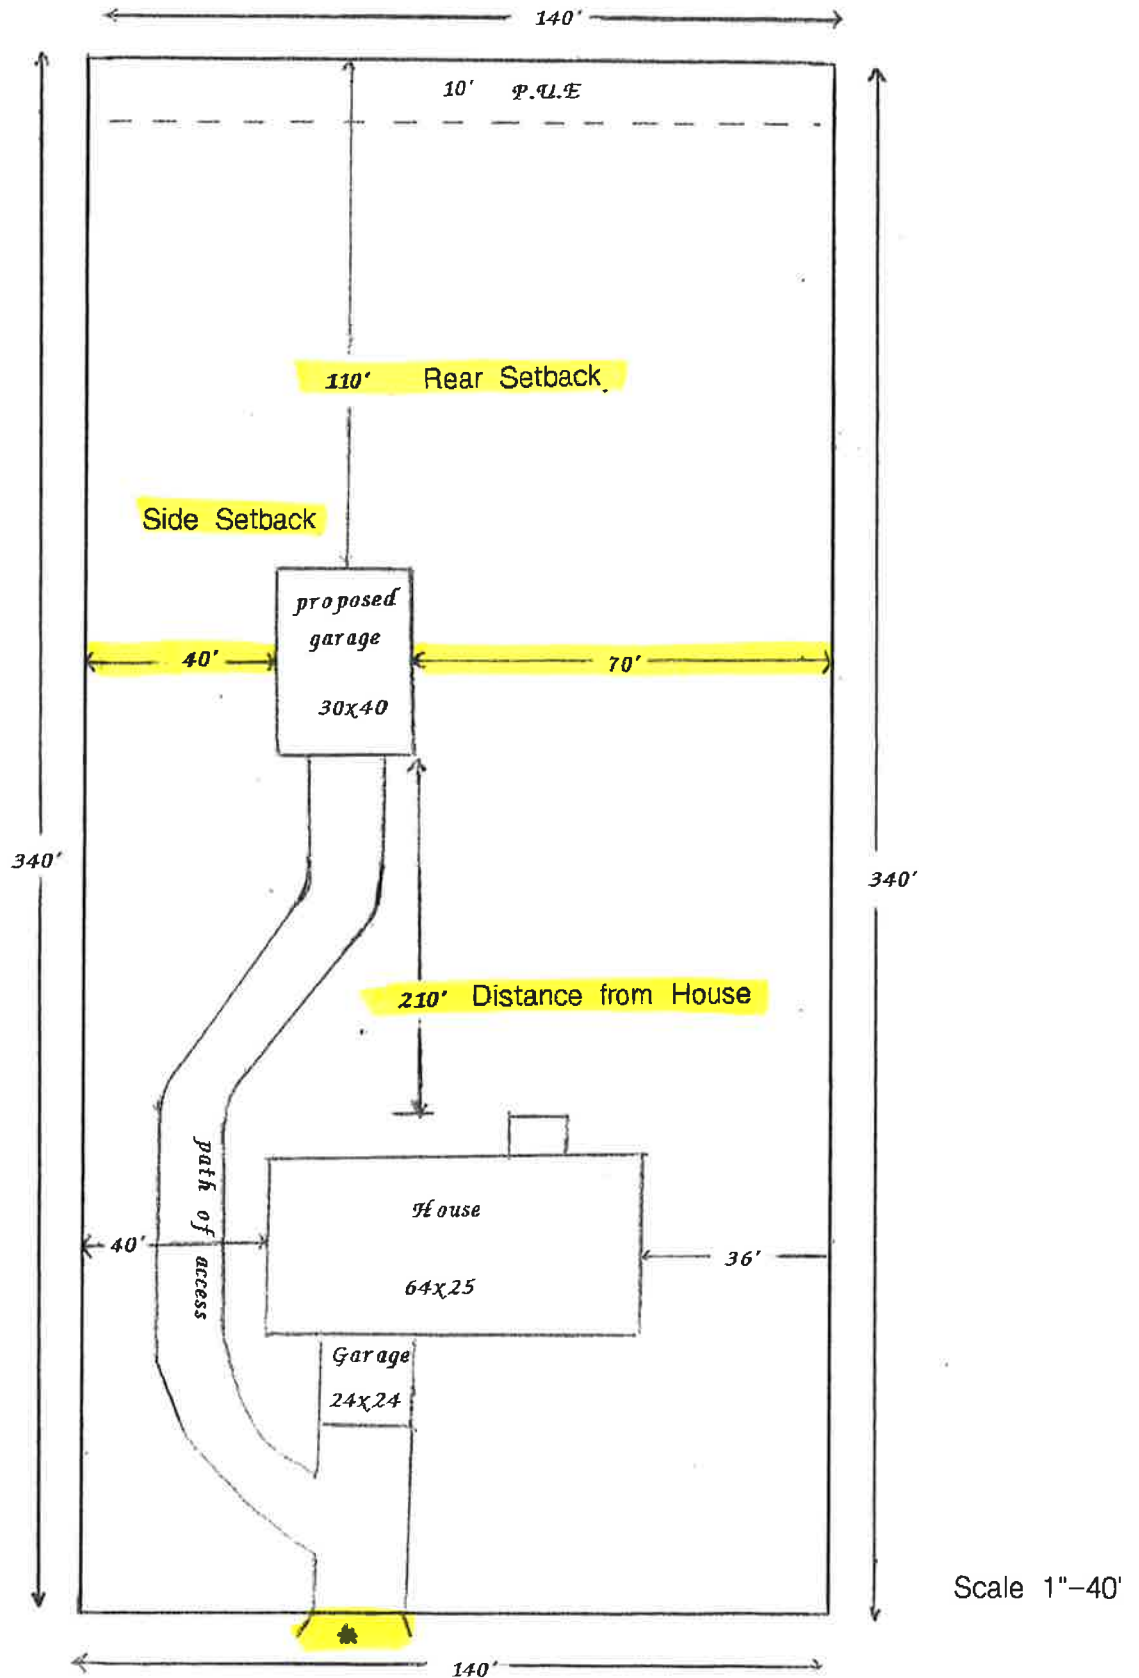 140'
10' P.U.E
110' Rear Setback
Side Setback
proposed
garage
40'
70'
30x40
340'
340'
210' Distance from House
path of access
House
40'
36'
64x25
Garage
24x24
*
Scale 1"-40'
140'